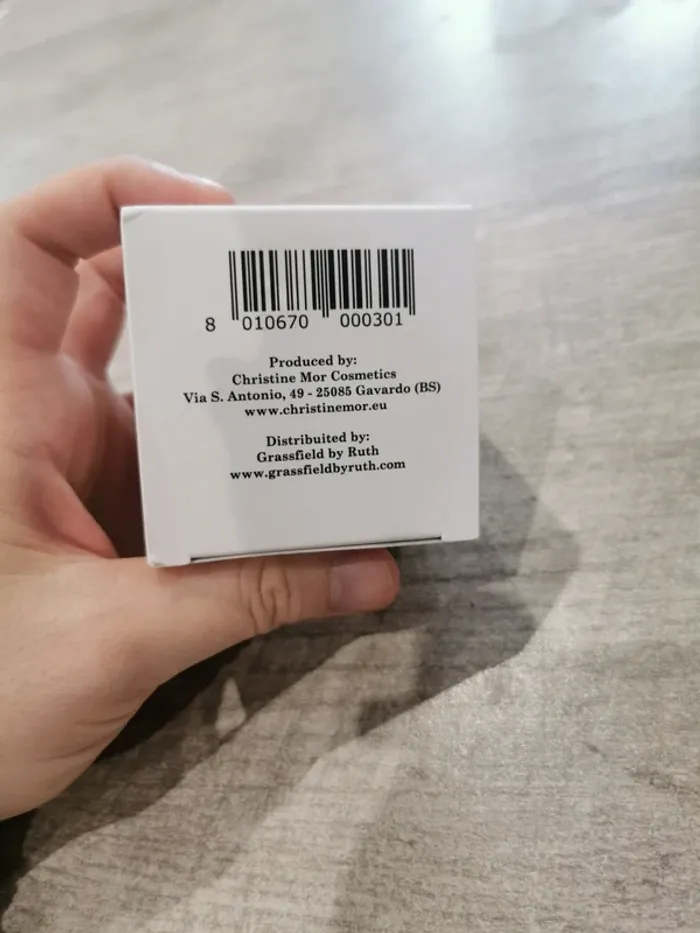 8 010670 000301
Produced by:
Christine Mor Cosmetics
Via S. Antonio, 49 - 25085 Gavardo (BS)
www.christinemor.eu
Distribuited by:
Grassfield by Ruth
www.grassfieldbyruth.com